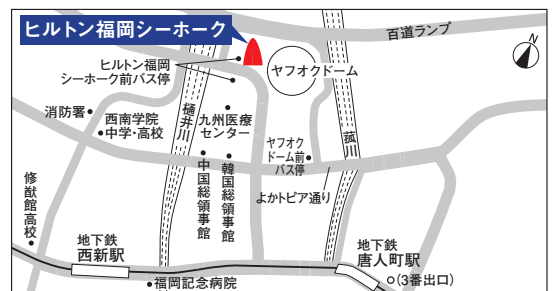 ヒルトン福岡シーホーク
百道ランプ
ヒルトン福岡
シーホーク前バス停
ヤフオクドーム
消防署
西南学院
中学・高校
樋井川
九州医療
センター
ヤフオク
ドーム前
バス停
菰川
中国総領事館
韓国総領事館
よかトピア通り
修猷館高校
地下鉄
西新駅
地下鉄
唐人町駅
(3番出口)
福岡記念病院